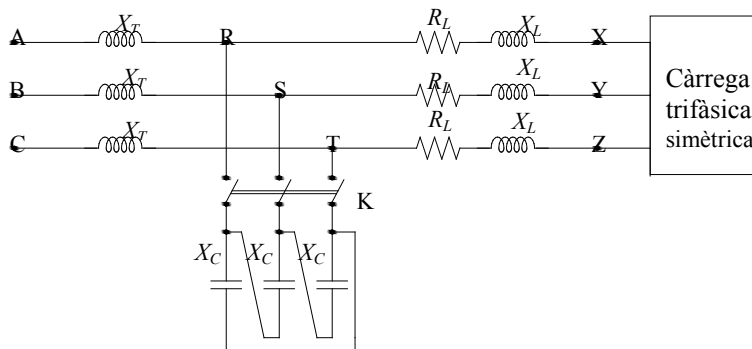 A X_T R R_L X_L X
B X_T S R_L X_L Y
C X_T T R_L X_L Z
Càrrega
trifàsica
simètrica
K
X_C X_C X_C